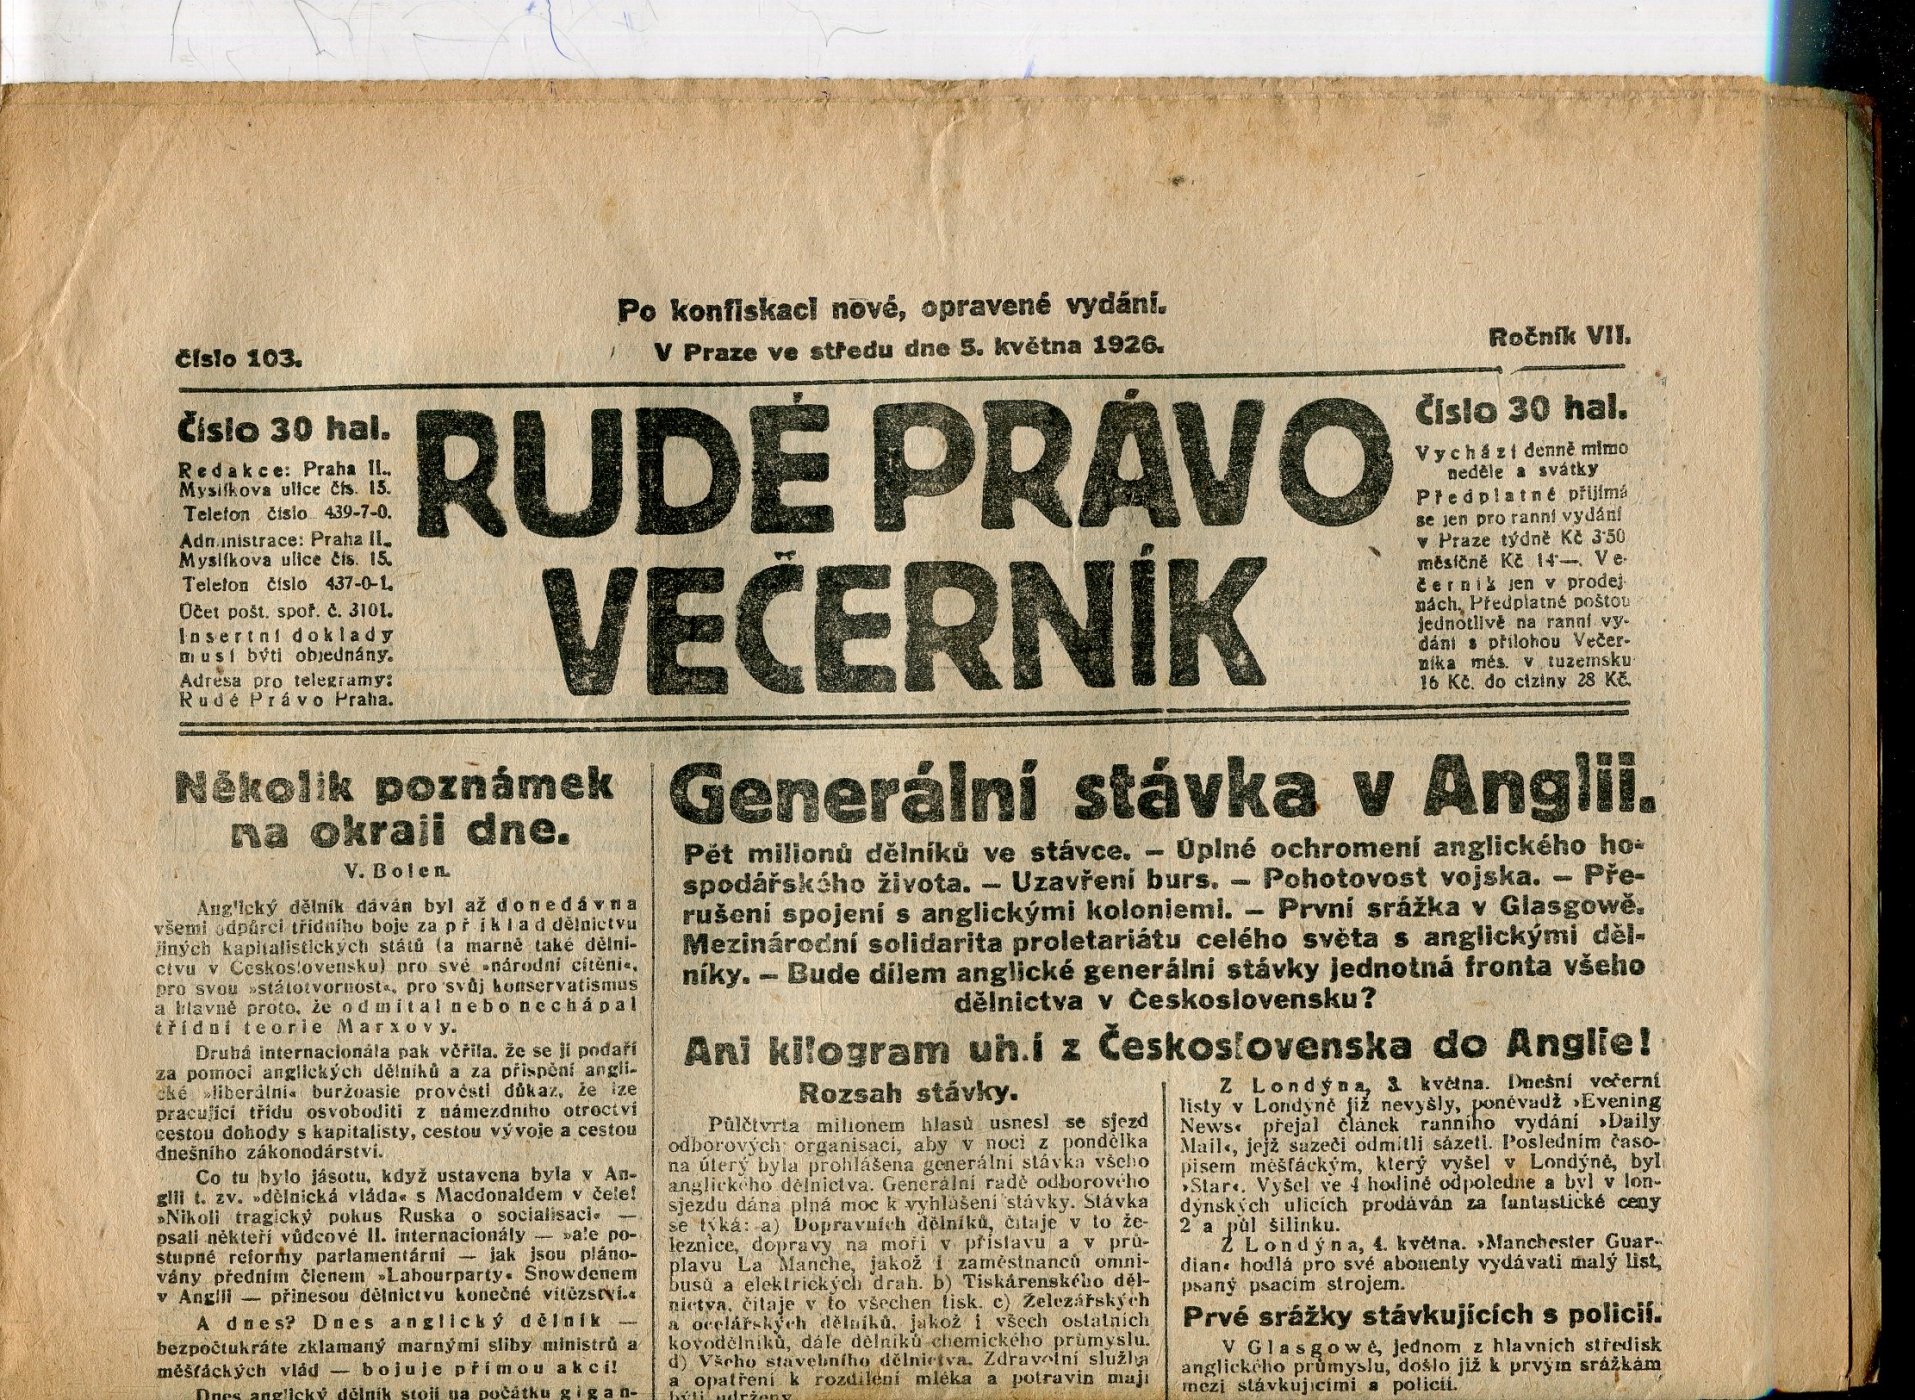 Po konfiskaci nové, opravené vydání.
číslo 103.
V Praze ve středu dne 5. května 1926.
Ročník VII.
Číslo 30 hal.
Redakce: Praha II.,
Myslíkova ulice čís. 15.
Telefon číslo 439-7-0.
Administrace: Praha II.,
Myslíkova ulice čís. 15.
Telefon číslo 437-0-1.
Účet pošt. spoř. č. 3101.
Insertní doklady
musí býti objednány.
Adresa pro telegramy:
Rudé Právo Praha.
RUDÉ PRÁVO
VEČERNÍK
Číslo 30 hal.
Vychází denně mimo
neděle a svátky
Předplatné přijímá
se jen pro ranní vydání
v Praze týdně Kč 3·50
měsíčně Kč 14·—. Ve-
černík jen v prodej-
nách. Předplatné poštou
jednotlivě na ranní vy-
dání s přílohou Večer-
níka měs. v tuzemsku
16 Kč. do ciziny 28 Kč.
Několik poznámek
na okraji dne.
V. Bolen.
Anglický dělník dáván byl až donedávna
všemi odpůrci třídního boje za příklad dělnictvu
jiných kapitalistických států (a marně také dělni-
ctvu v Československu) pro své »národní cítění«,
pro svou »státotvornost«, pro svůj konservatismus
a hlavně proto, že odmítal nebo nechápal
třídní teorie Marxovy.
Druhá internacionála pak věřila, že se jí podaří
za pomoci anglických dělníků a za přispění angli-
cké »liberální« buržoasie provésti důkaz, že lze
pracující třídu osvoboditi z námezdního otroctví
cestou dohody s kapitalisty, cestou vývoje a cestou
dnešního zákonodárství.
Co tu bylo jásotu, když ustavena byla v An-
glii t. zv. »dělnická vláda« s Macdonaldem v čele!
»Nikoli tragický pokus Ruska o socialisaci« —
psali někteří vůdcové II. internacionály — »ale po-
stupné reformy parlamentární — jak jsou pláno-
vány předním členem »Labourparty« Snowdenem
v Anglii — přinesou dělnictvu konečné vítězství.«
A dnes? Dnes anglický dělník —
bezpočtukráte zklamaný marnými sliby ministrů a
měšťáckých vlád — bojuje přímou akcí!
Dnes anglický dělník stojí na počátku gigan-
Generální stávka v Anglii.
Pět milionů dělníků ve stávce. — Úplné ochromení anglického ho-
spodářského života. — Uzavření burs. — Pohotovost vojska. — Pře-
rušení spojení s anglickými koloniemi. — První srážka v Glasgowě.
Mezinárodní solidarita proletariátu celého světa s anglickými děl-
níky. — Bude dílem anglické generální stávky jednotná fronta všeho
dělnictva v Československu?
Ani kilogram uhlí z Československa do Anglie!
Rozsah stávky.
Půlčtvrta milionem hlasů usnesl se sjezd
odborových organisací, aby v noci z pondělka
na úterý byla prohlášena generální stávka všeho
anglického dělnictva. Generální radě odborového
sjezdu dána plná moc k vyhlášení stávky. Stávka
se týká: a) Dopravních dělníků, čítaje v to že-
leznice, dopravy na moři v přístavu a v prů-
plavu La Manche, jakož i zaměstnanců omni-
busů a elektrických drah. b) Tiskárenského děl-
nictva, čítaje v to všechen tisk. c) Železářských
a ocelářských dělníků, jakož i všech ostatních
kovodělníků, dále dělníků chemického průmyslu.
d) Všeho stavebního dělnictva. Zdravotní služba
a opatření k rozdílení mléka a potravin mají
býti udrženy.
Z Londýna, 3. května. Dnešní večerní
listy v Londýně již nevyšly, poněvadž »Evening
News« přejal článek ranního vydání »Daily
Mail«, jejž sazeči odmítli sázeti. Posledním časo-
pisem měšťáckým, který vyšel v Londýně, byl
»Star«. Vyšel ve 4 hodině odpoledne a byl v lon-
dýnských ulicích prodáván za fantastické ceny
2 a půl šilinku.
Z Londýna, 4. května. »Manchester Guar-
dian« hodlá pro své abonenty vydávati malý list,
psaný psacím strojem.
Prvé srážky stávkujících s policií.
V Glasgowě, jednom z hlavních středisk
anglického průmyslu, došlo již k prvým srážkám
mezi stávkujícími a policií.